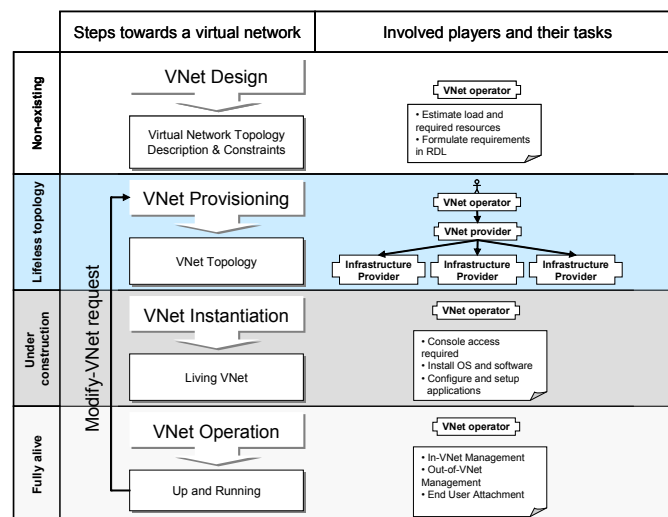 Steps towards a virtual network
Involved players and their tasks
Non-existing
VNet Design
Virtual Network Topology
Description & Constraints
VNet operator
• Estimate load and
required resources
• Formulate requirements
in RDL
Lifeless topology
VNet Provisioning
VNet Topology
VNet operator
VNet provider
Infrastructure
Provider
Infrastructure
Provider
Infrastructure
Provider
Under
construction
VNet Instantiation
Living VNet
VNet operator
• Console access
required
• Install OS and software
• Configure and setup
applications
Modify-VNet request
Fully alive
VNet Operation
Up and Running
VNet operator
• In-VNet Management
• Out-of-VNet
Management
• End User Attachment